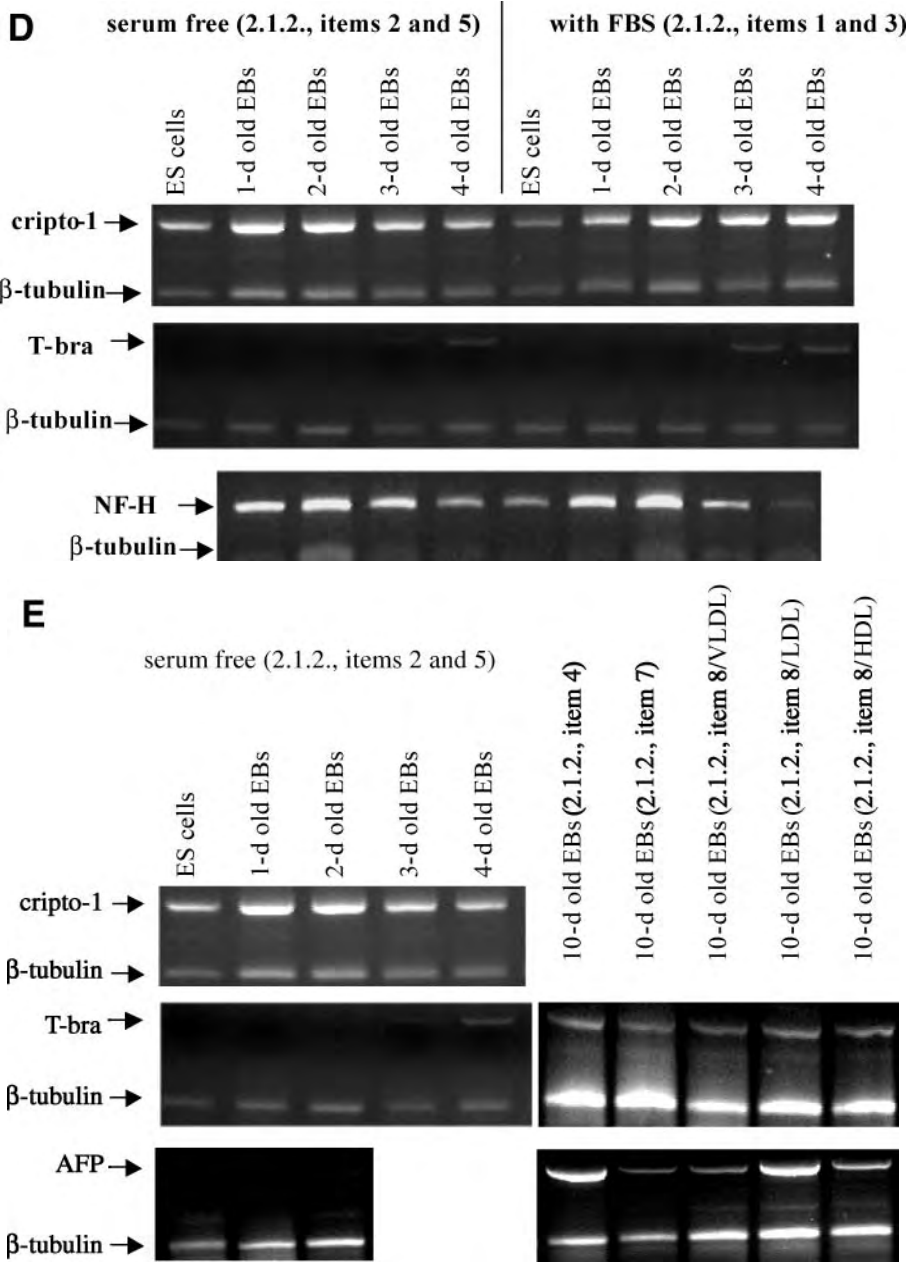 D
serum free (2.1.2., items 2 and 5)
with FBS (2.1.2., items 1 and 3)
ES cells
1-d old EBs
2-d old EBs
3-d old EBs
4-d old EBs
ES cells
1-d old EBs
2-d old EBs
3-d old EBs
4-d old EBs
cripto-1
β-tubulin
T-bra
β-tubulin
NF-H
β-tubulin
E
serum free (2.1.2., items 2 and 5)
ES cells
1-d old EBs
2-d old EBs
3-d old EBs
4-d old EBs
10-d old EBs (2.1.2., item 4)
10-d old EBs (2.1.2., item 7)
10-d old EBs (2.1.2., item 8/VLDL)
10-d old EBs (2.1.2., item 8/LDL)
10-d old EBs (2.1.2., item 8/HDL)
cripto-1
β-tubulin
T-bra
β-tubulin
AFP
β-tubulin